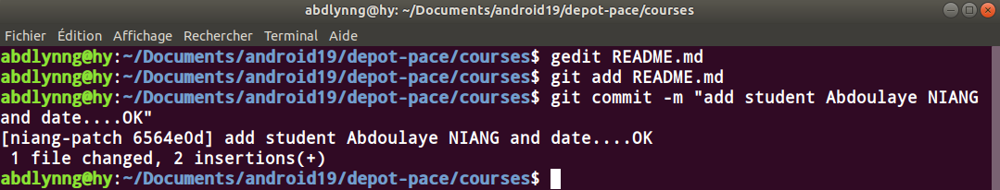 abdlynng@hy: ~/Documents/android19/depot-pace/courses
Fichier Édition Affichage Rechercher Terminal Aide
abdlynng@hy:~/Documents/android19/depot-pace/courses$ gedit README.md
abdlynng@hy:~/Documents/android19/depot-pace/courses$ git add README.md
abdlynng@hy:~/Documents/android19/depot-pace/courses$ git commit -m "add student Abdoulaye NIANG
and date....OK"
[niang-patch 6564e0d] add student Abdoulaye NIANG and date....OK
 1 file changed, 2 insertions(+)
abdlynng@hy:~/Documents/android19/depot-pace/courses$